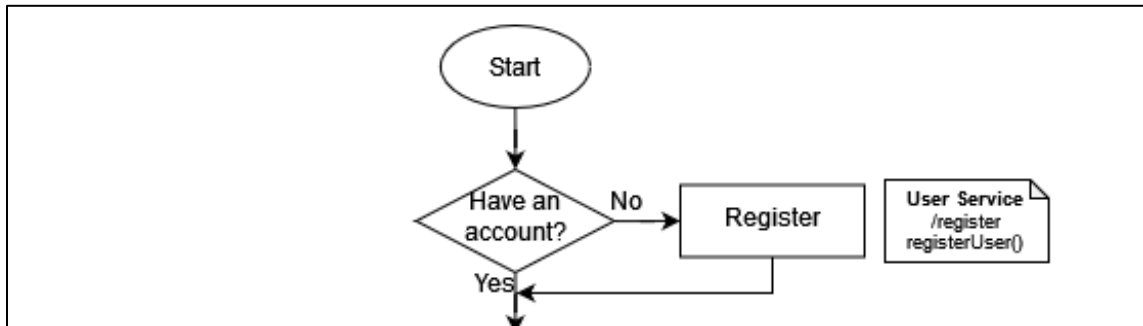 Start
Have an
account?
No
Register
User Service
/register
registerUser()
Yes